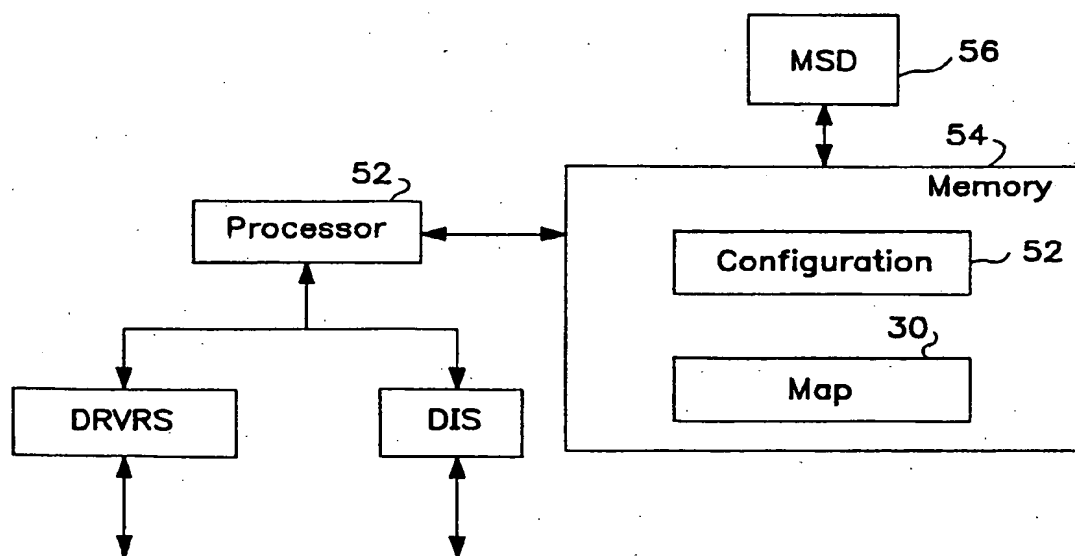 MSD
56
54
Memory
52
Processor
Configuration
52
30
Map
DRVRS
DIS